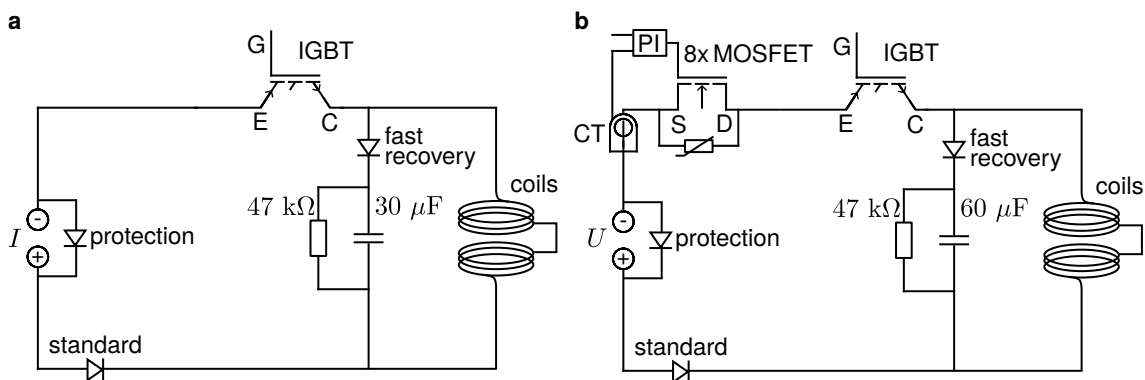 a
G
IGBT
E
C
fast
recovery
47 kΩ
30 μF
coils
I
-
+
protection
standard
b
PI
8x MOSFET
G
IGBT
CT
S
D
E
C
fast
recovery
47 kΩ
60 μF
coils
U
-
+
protection
standard